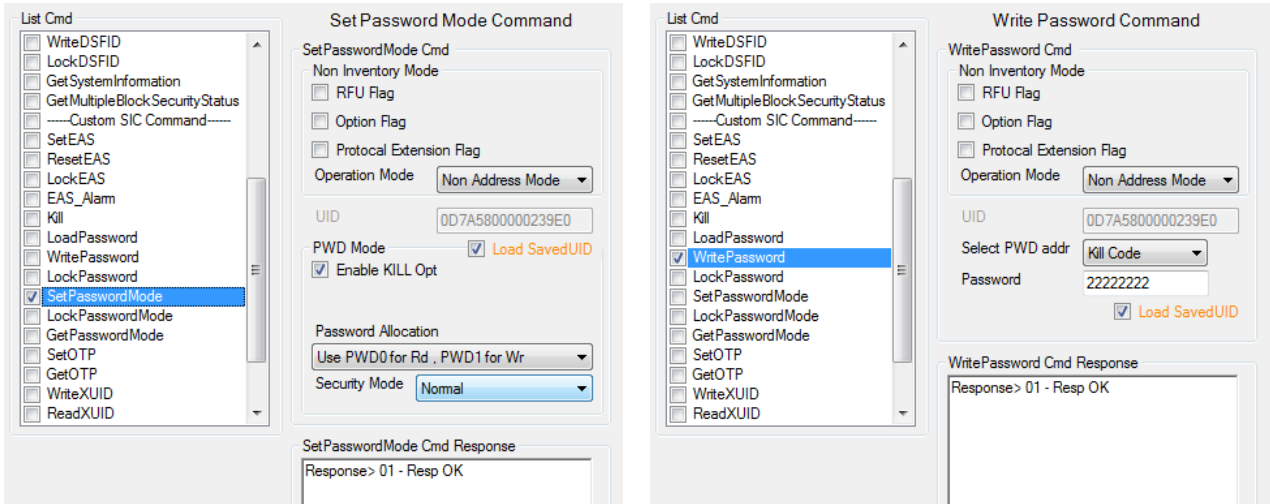 List Cmd
WriteDSFID
LockDSFID
GetSystemInformation
GetMultipleBlockSecurityStatus
------Custom SIC Command------
SetEAS
ResetEAS
LockEAS
EAS_Alarm
Kill
LoadPassword
WritePassword
LockPassword
SetPasswordMode
LockPasswordMode
GetPasswordMode
SetOTP
GetOTP
WriteXUID
ReadXUID
Set Password Mode Command
SetPasswordMode Cmd
Non Inventory Mode
RFU Flag
Option Flag
Protocal Extension Flag
Operation Mode Non Address Mode
UID 0D7A5800000239E0
PWD Mode Load SavedUID
Enable KILL Opt
Password Allocation
Use PWD0 for Rd , PWD1 for Wr
Security Mode Normal
SetPasswordMode Cmd Response
Response> 01 - Resp OK
List Cmd
WriteDSFID
LockDSFID
GetSystemInformation
GetMultipleBlockSecurityStatus
------Custom SIC Command------
SetEAS
ResetEAS
LockEAS
EAS_Alarm
Kill
LoadPassword
WritePassword
LockPassword
SetPasswordMode
LockPasswordMode
GetPasswordMode
SetOTP
GetOTP
WriteXUID
ReadXUID
Write Password Command
WritePassword Cmd
Non Inventory Mode
RFU Flag
Option Flag
Protocal Extension Flag
Operation Mode Non Address Mode
UID 0D7A5800000239E0
Select PWD addr Kill Code
Password 22222222
Load SavedUID
WritePassword Cmd Response
Response> 01 - Resp OK